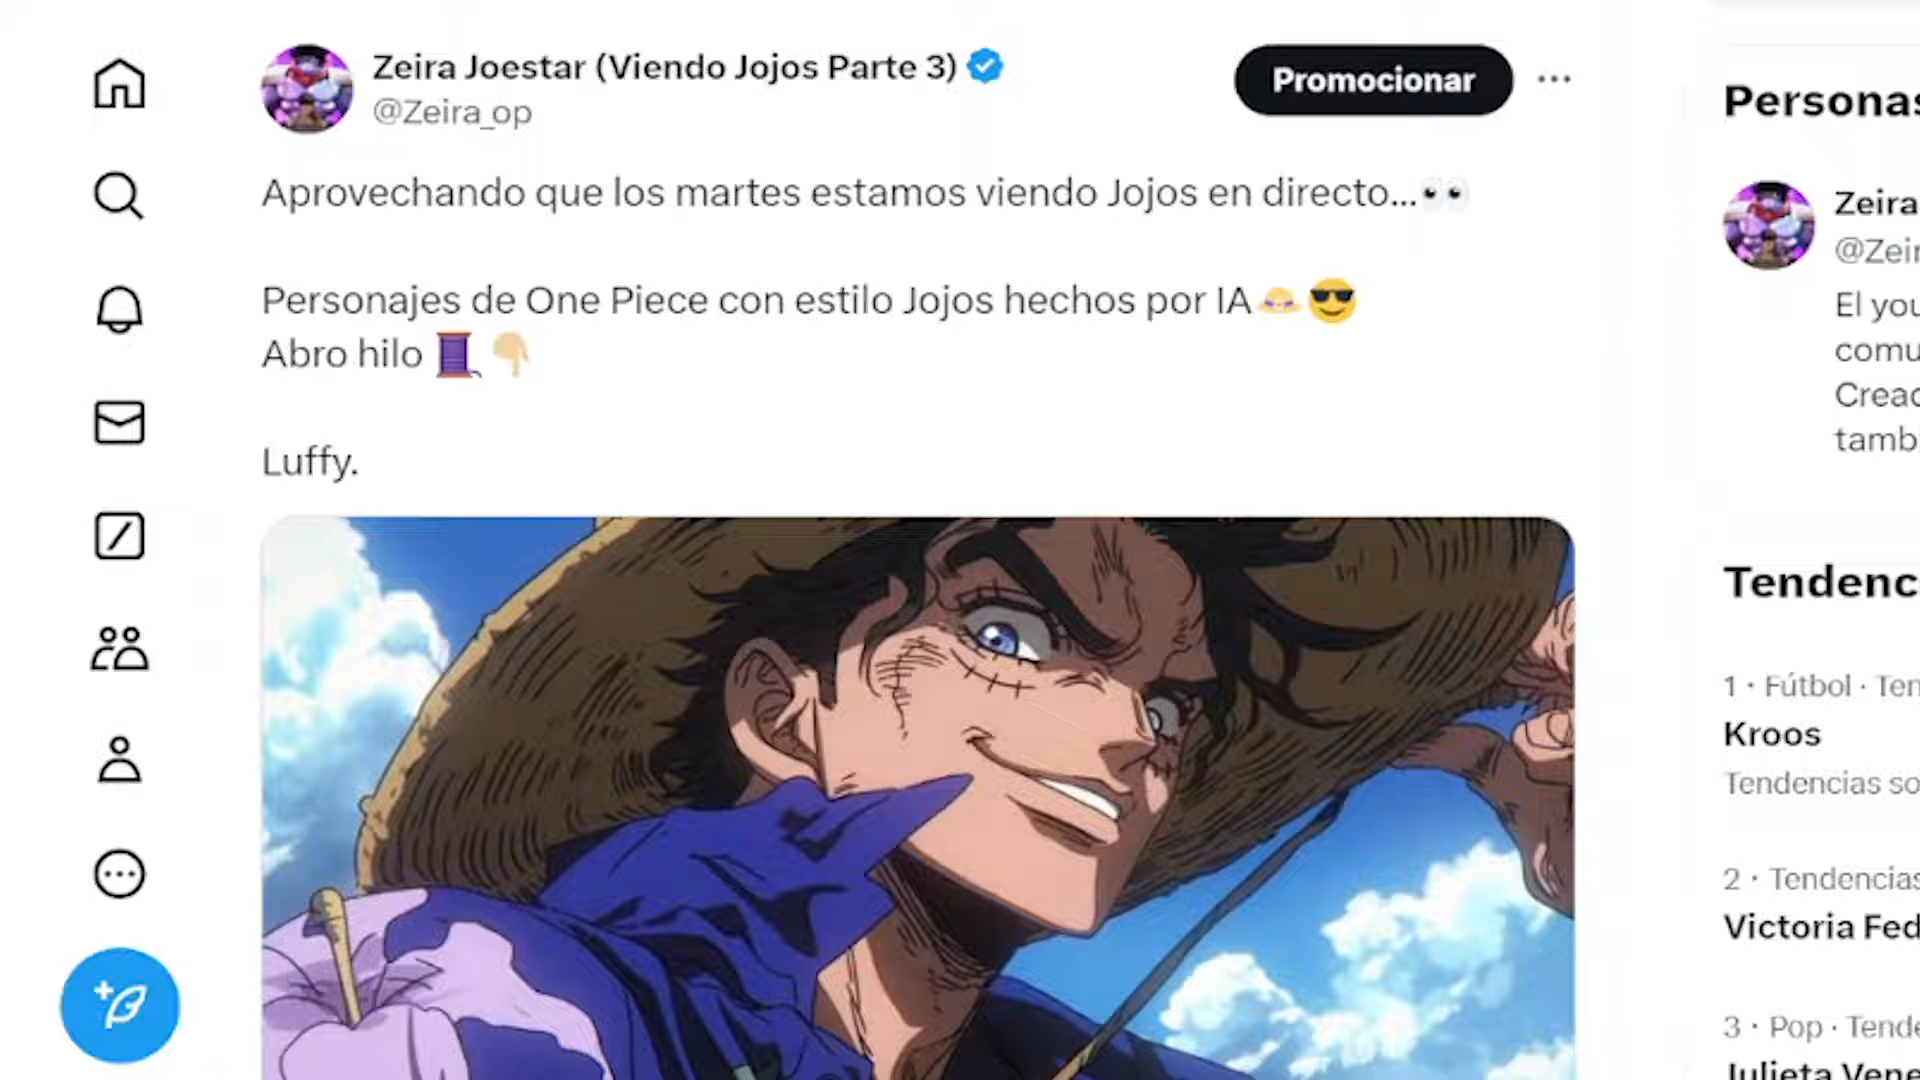 Zeira Joestar (Viendo Jojos Parte 3)
@Zeira_op
Promocionar
Aprovechando que los martes estamos viendo Jojos en directo...👀
Personajes de One Piece con estilo Jojos hechos por IA👒😎
Abro hilo 🧵👇🏼
Luffy.
Personas
Zeira
@Zeir
El you
comu
Cread
tamb
Tendenc
1 · Fútbol · Ten
Kroos
Tendencias so
2 · Tendencias
Victoria Fed
3 · Pop · Tende
Julieta Vene